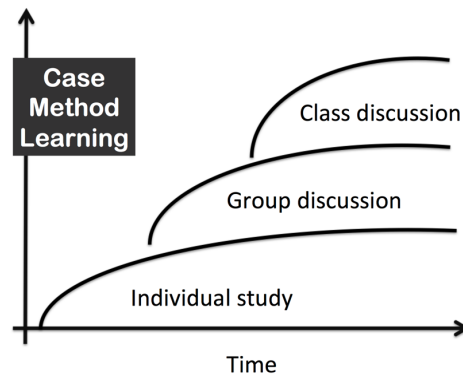 Case
Method
Learning
Class discussion
Group discussion
Individual study
Time